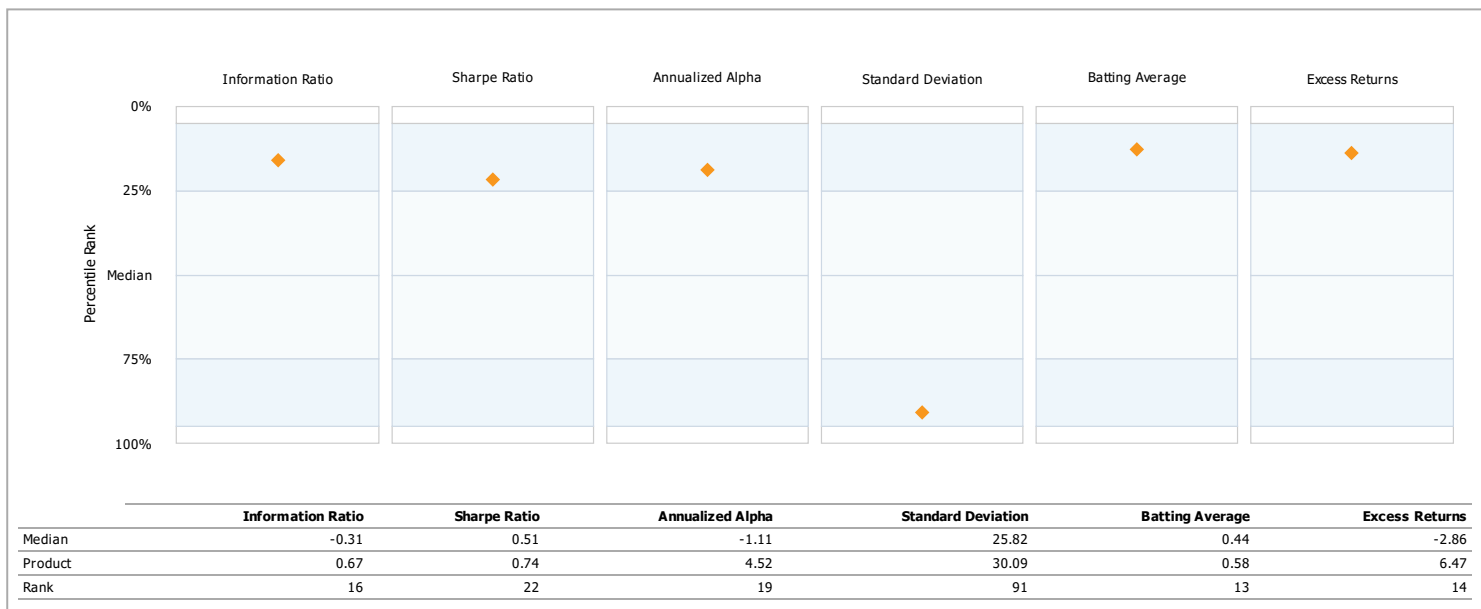 Information Ratio Sharpe Ratio Annualized Alpha Standard Deviation Batting Average Excess Returns
0%
25%
Percentile Rank
Median
75%
100%
Information Ratio Sharpe Ratio Annualized Alpha Standard Deviation Batting Average Excess Returns
Median -0.31 0.51 -1.11 25.82 0.44 -2.86
Product 0.67 0.74 4.52 30.09 0.58 6.47
Rank 16 22 19 91 13 14